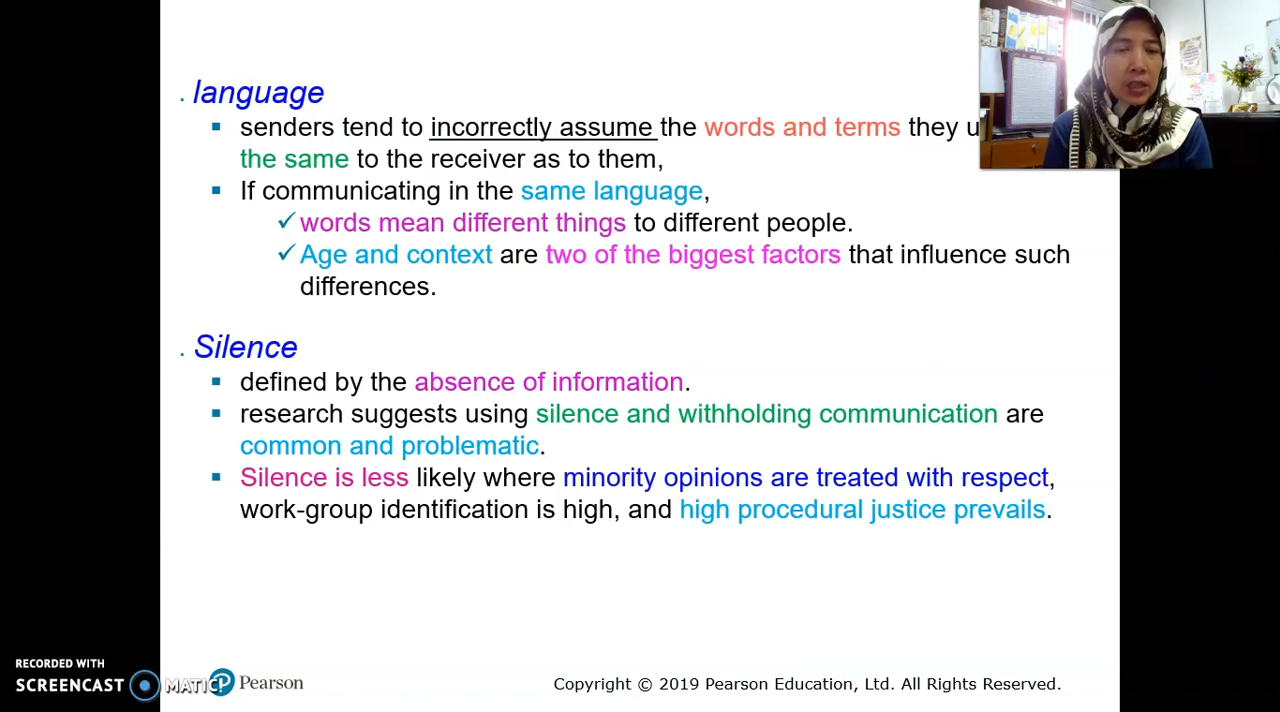 . language
▪ senders tend to incorrectly assume the words and terms they
the same to the receiver as to them,
▪ If communicating in the same language,
✓ words mean different things to different people.
✓ Age and context are two of the biggest factors that influence such
differences.
. Silence
▪ defined by the absence of information.
▪ research suggests using silence and withholding communication are
common and problematic.
▪ Silence is less likely where minority opinions are treated with respect,
work-group identification is high, and high procedural justice prevails.
RECORDED WITH
SCREENCAST MATIC
Pearson
Copyright © 2019 Pearson Education, Ltd. All Rights Reserved.